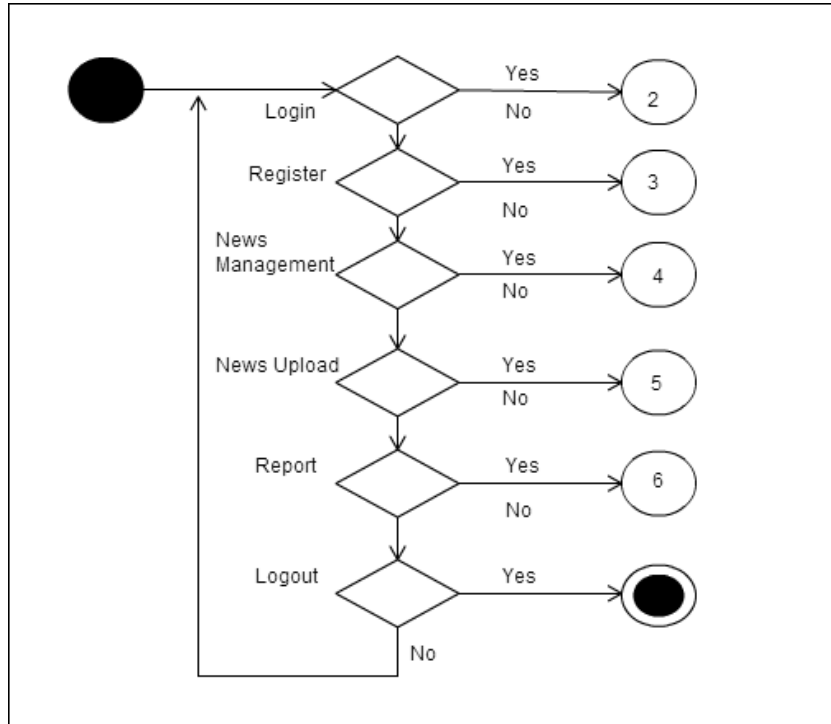 Yes
Login
No
2
Register
Yes
No
3
News
Management
Yes
No
4
News Upload
Yes
No
5
Report
Yes
No
6
Logout
Yes
No